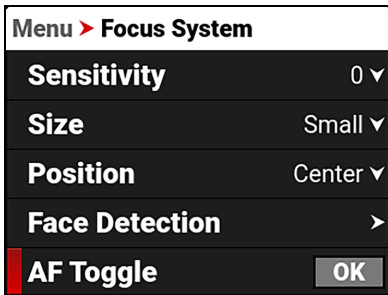 Menu > Focus System
Sensitivity 0
Size Small
Position Center
Face Detection
AF Toggle OK